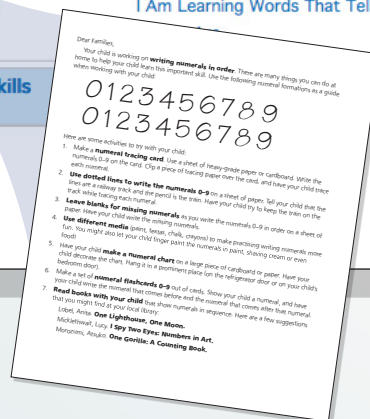 I Am Learning Words That Tell
kills
Dear Families,
Your child is working on writing numerals in order. There are many things you can do at
home to help your child learn this important skill. Use the following numeral formations as a guide
when working with your child:
0123456789
0123456789
Here are some activities to try with your child:
1. Make a numeral tracing card. Use a sheet of heavy-grade paper or cardboard. Write the
numerals 0–9 on the card. Clip a piece of tracing paper over the card, and have your child trace
each numeral.
2. Use dotted lines to write the numerals 0–9 on a sheet of paper. Tell your child that the
lines are a railway track and the pencil is the train. Have your child try to keep the train on the
track while tracing each numeral.
3. Leave blanks for missing numerals as you write the numerals 0–9 in order on a sheet of
paper. Have your child write the missing numerals.
4. Use different media (paint, textas, chalk, crayons) to make practising writing numerals more
fun. You might also let your child finger paint the numerals in paint, shaving cream or even
food!
5. Have your child make a numeral chart on a large piece of cardboard or paper. Have your
child decorate the chart. Hang it in a prominent place (on the refrigerator door or on your child's
bedroom door).
6. Make a set of numeral flashcards 0–9 out of cards. Show your child a numeral, and have
your child write the numeral that comes before and the numeral that comes after that numeral.
7. Read books with your child that show numerals in sequence. Here are a few suggestions
that you might find at your local library:
Lobel, Anita. One Lighthouse, One Moon.
Micklethwait, Lucy. I Spy Two Eyes: Numbers in Art.
Morozumi, Atsuko. One Gorilla: A Counting Book.